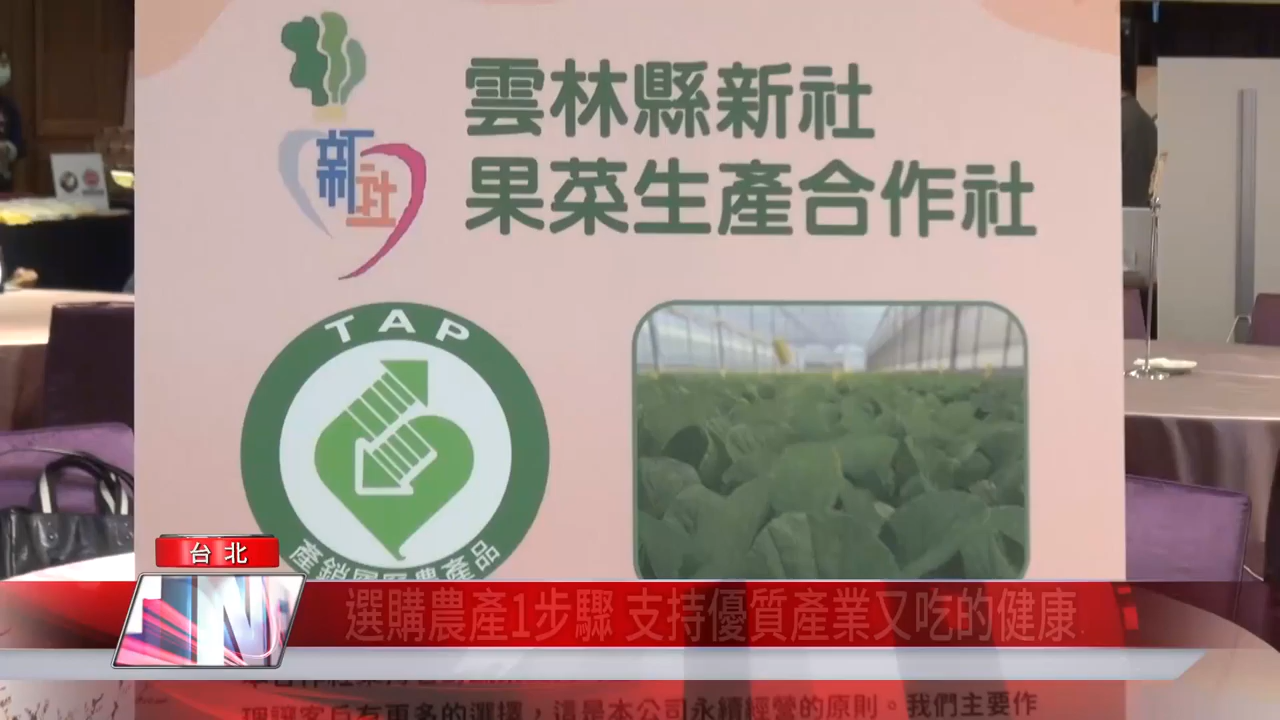 雲林縣新社
果菜生產合作社
新社
TAP
產銷履歷農產品
台北
選購農產1步驟 支持優質產業又吃的健康
理讓客戶有更多的選擇，這是本公司永續經營的原則。我們主要作